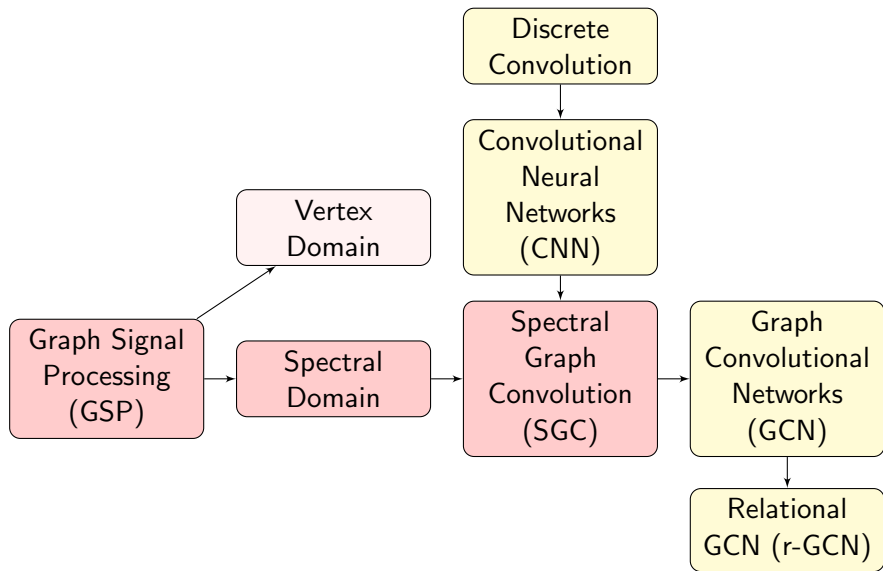 Discrete
Convolution
Convolutional
Neural
Networks
(CNN)
Vertex
Domain
Graph Signal
Processing
(GSP)
Spectral
Domain
Spectral
Graph
Convolution
(SGC)
Graph
Convolutional
Networks
(GCN)
Relational
GCN (r-GCN)